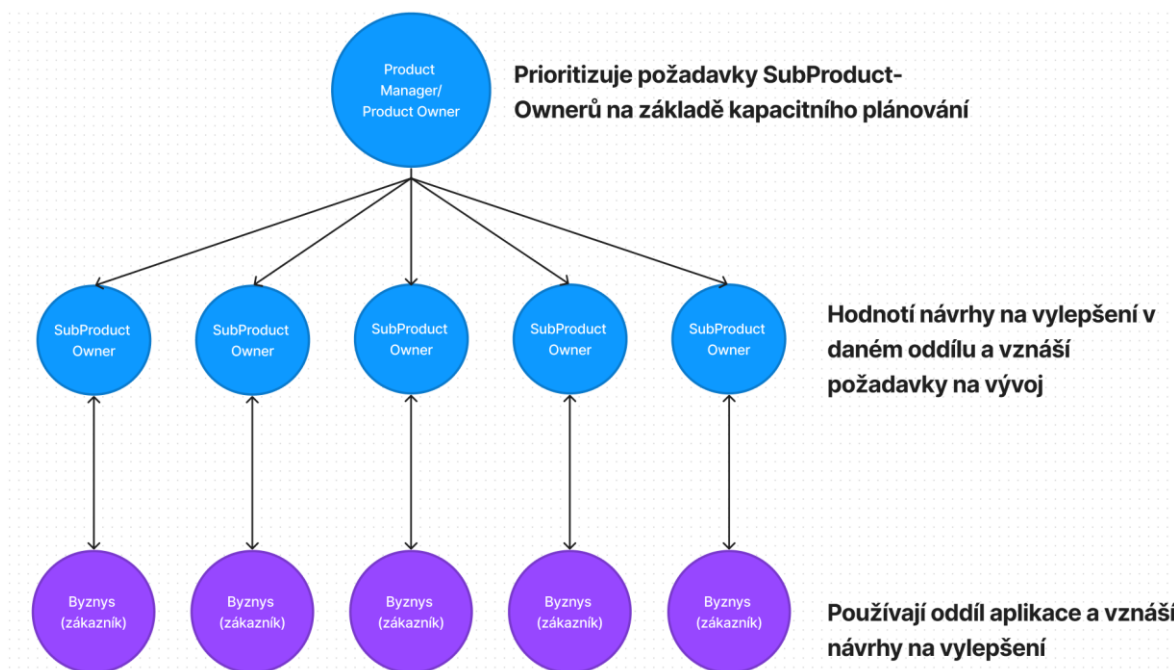 Product
Manager/
Product Owner
Prioritizuje požadavky SubProduct-
Ownerů na základě kapacitního plánování
SubProduct
Owner
SubProduct
Owner
SubProduct
Owner
SubProduct
Owner
SubProduct
Owner
Hodnotí návrhy na vylepšení v
daném oddílu a vznáší
požadavky na vývoj
Byznys
(zákazník)
Byznys
(zákazník)
Byznys
(zákazník)
Byznys
(zákazník)
Byznys
(zákazník)
Používají oddíl aplikace a vznáší
návrhy na vylepšení